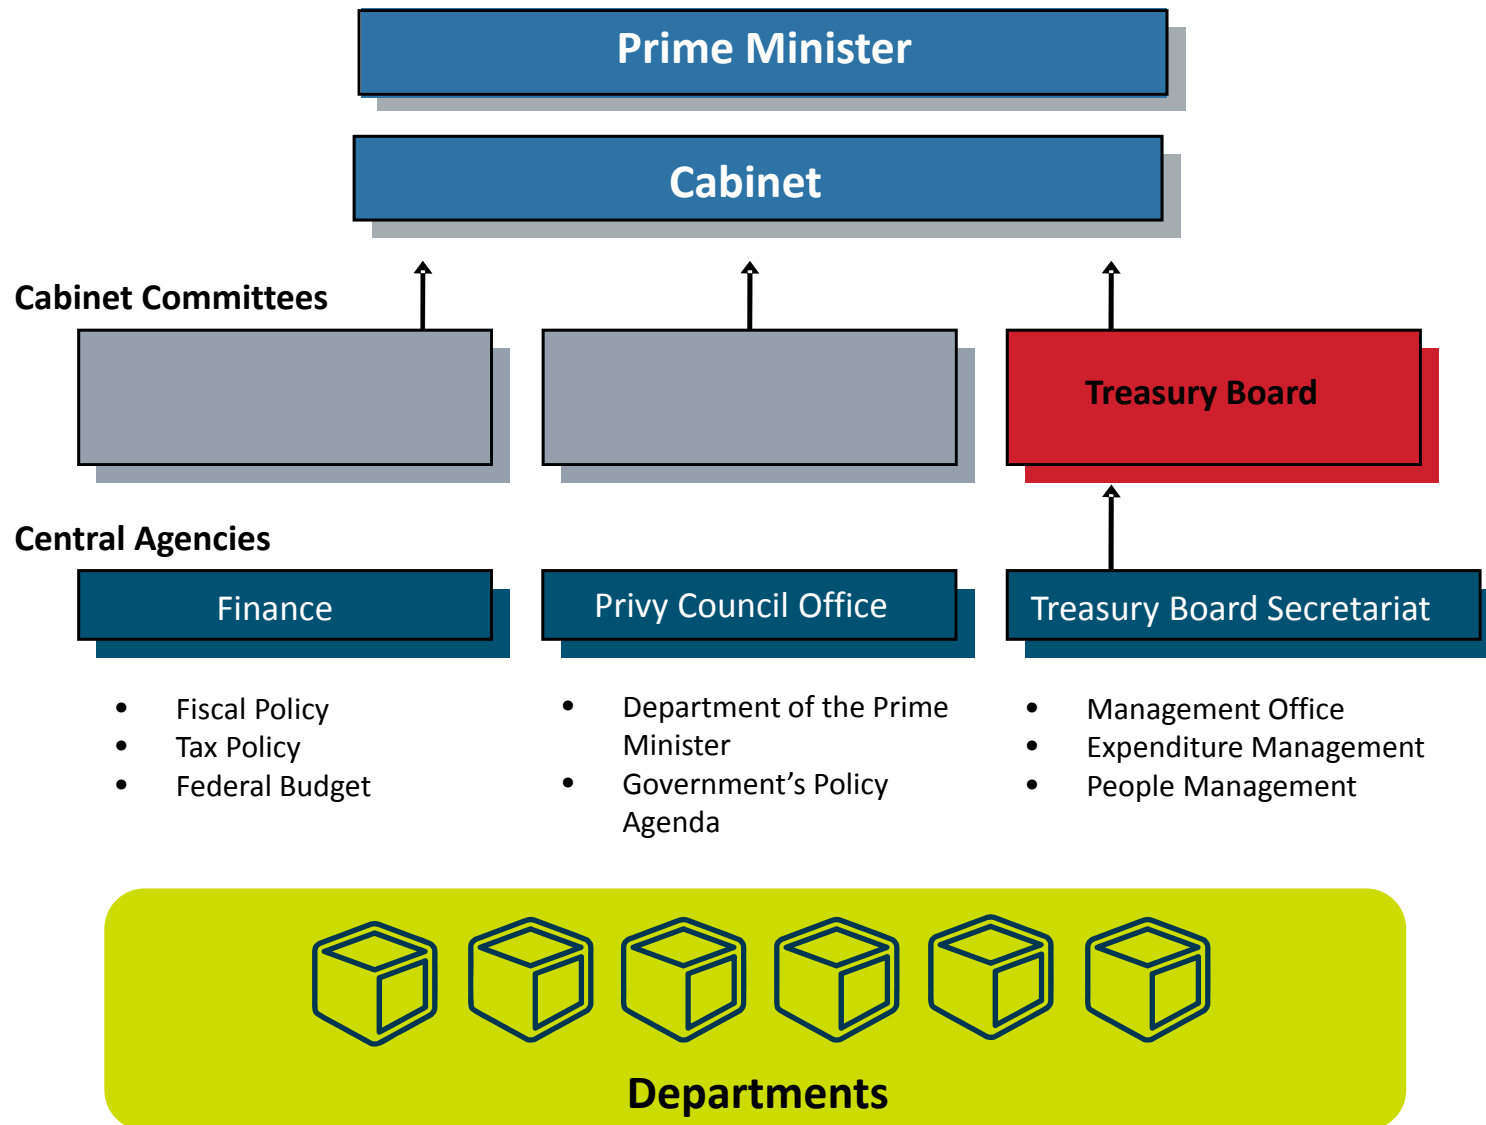 Prime Minister
Cabinet
Cabinet Committees
Treasury Board
Central Agencies
Finance
Privy Council Office
Treasury Board Secretariat
• Fiscal Policy
• Tax Policy
• Federal Budget
• Department of the Prime
Minister
• Government’s Policy
Agenda
• Management Office
• Expenditure Management
• People Management
Departments